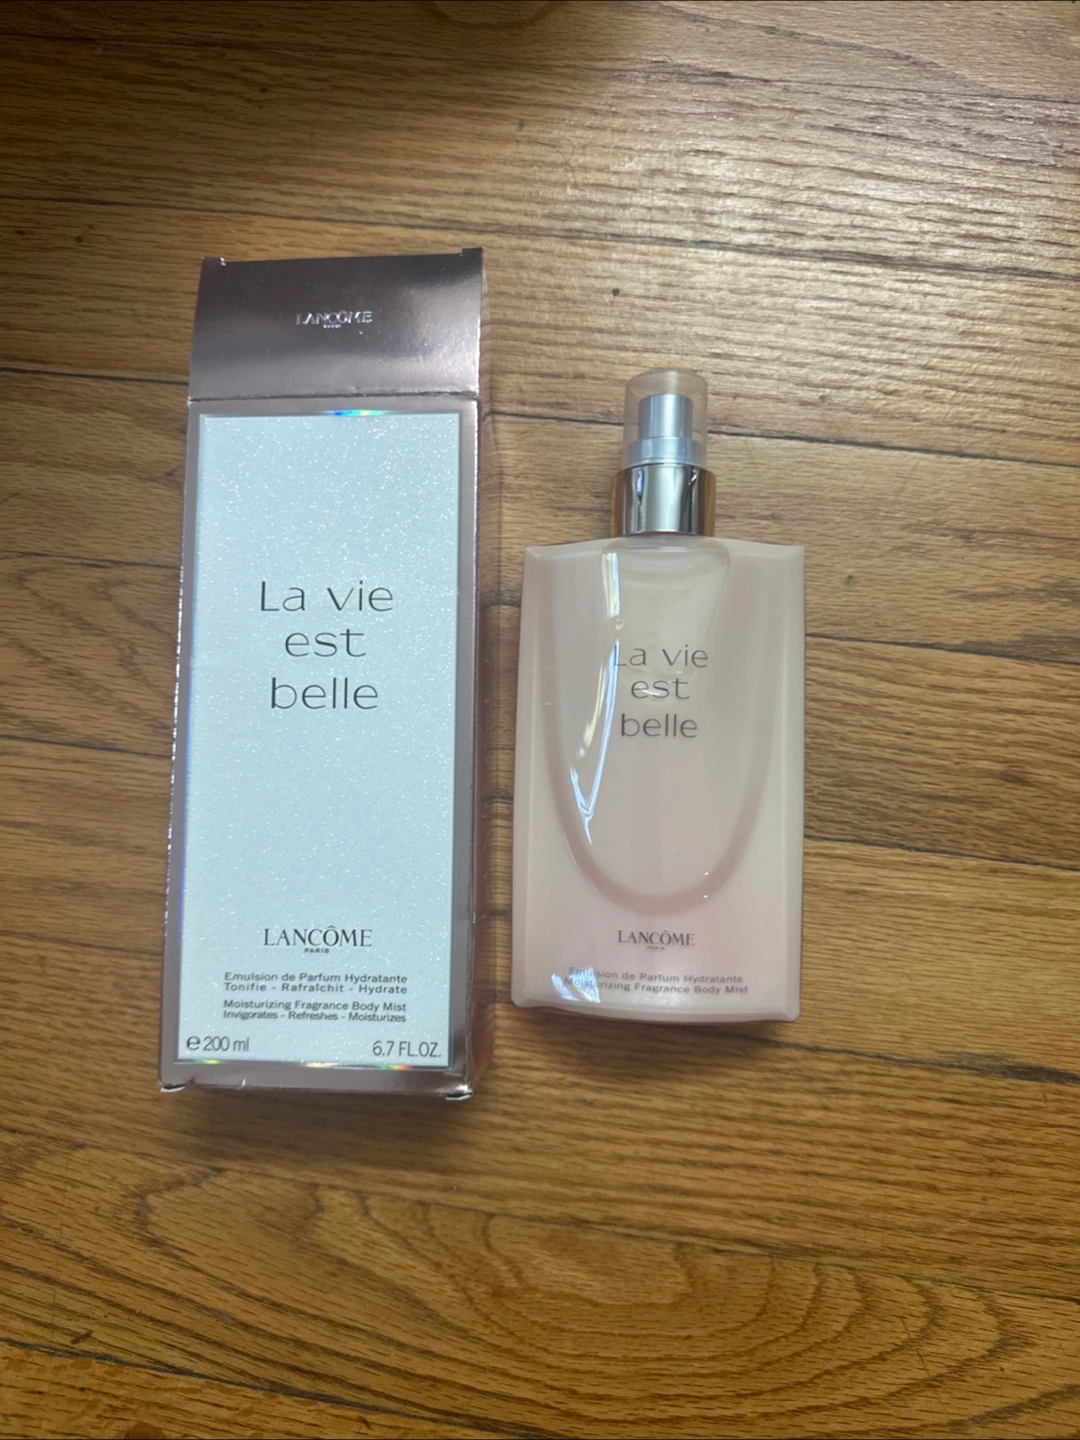 LANCÔME
PARIS
La vie
est
belle
LANCÔME
PARIS
Emulsion de Parfum Hydratante
Tonifie - Rafraîchit - Hydrate
Moisturizing Fragrance Body Mist
Invigorates - Refreshes - Moisturizes
℮ 200 ml 6.7 FL.OZ.
La vie
est
belle
LANCÔME
PARIS
Emulsion de Parfum Hydratante
Moisturizing Fragrance Body Mist